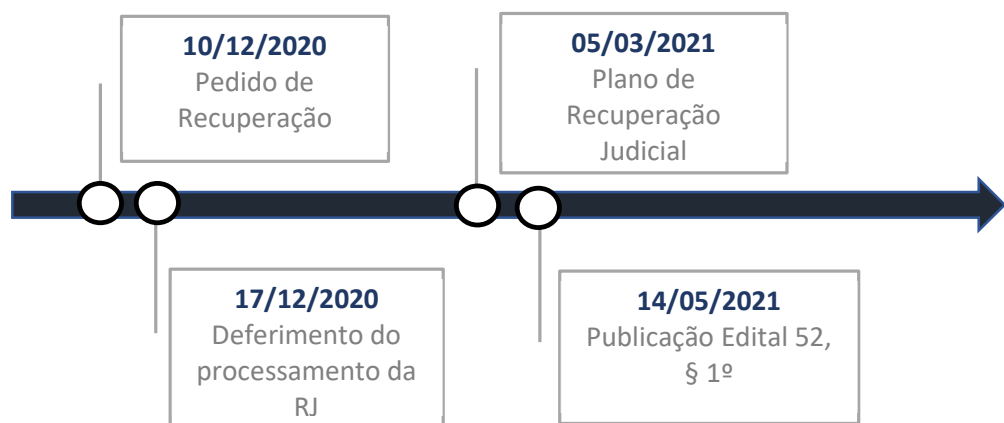 10/12/2020
Pedido de
Recuperação
05/03/2021
Plano de
Recuperação
Judicial
17/12/2020
Deferimento do
processamento da
RJ
14/05/2021
Publicação Edital 52,
§ 1º